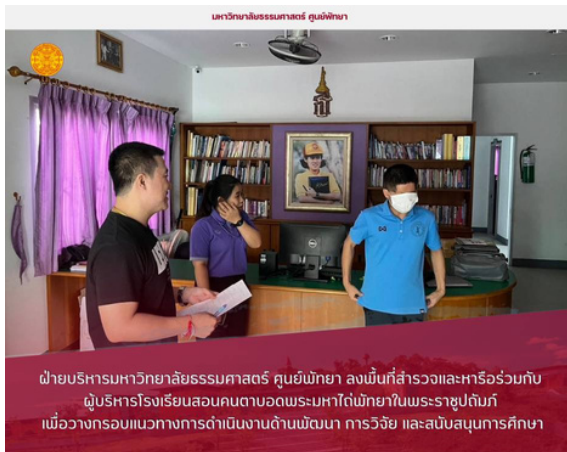 มหาวิทยาลัยธรรมศาสตร์ ศูนย์พัทยา
DELL
ฝ่ายบริหารมหาวิทยาลัยธรรมศาสตร์ ศูนย์พัทยา ลงพื้นที่สำรวจและหารือร่วมกับ
ผู้บริหารโรงเรียนสอนคนตาบอดพระมหาไถ่พัทยาในพระราชูปถัมภ์
เพื่อวางกรอบแนวทางการดำเนินงานด้านพัฒนา การวิจัย และสนับสนุนการศึกษา